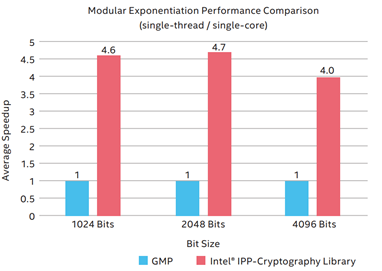 Modular Exponentiation Performance Comparison
(single-thread / single-core)
Average Speedup
5
4.5
4
3.5
3
2.5
2
1.5
1
0.5
0
1
4.6
1
4.7
1
4.0
1024 Bits
2048 Bits
4096 Bits
Bit Size
GMP
Intel® IPP-Cryptography Library